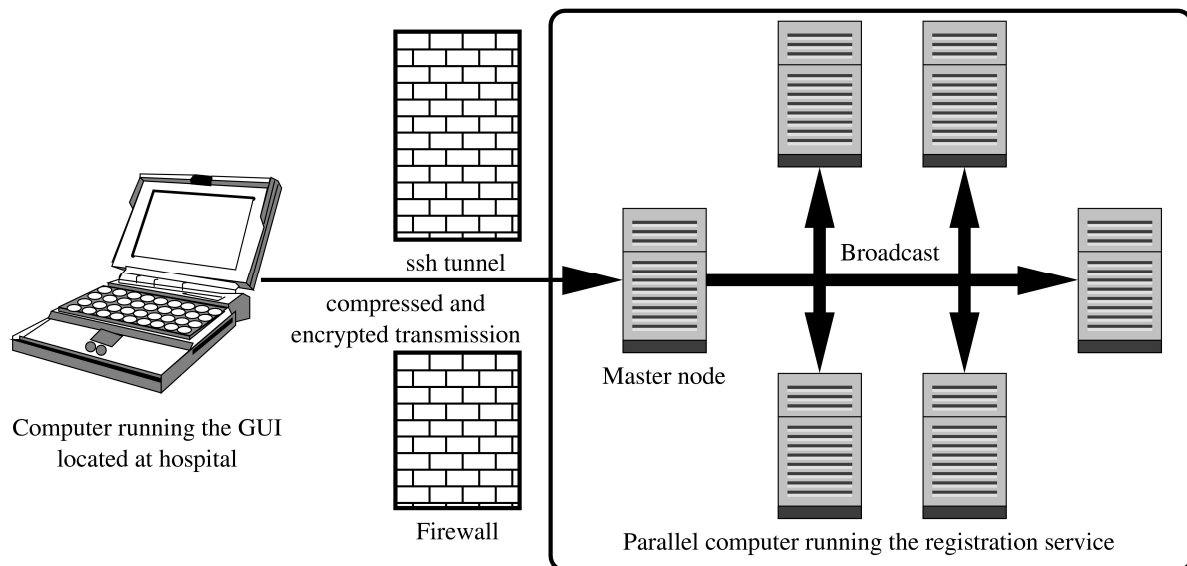 ssh tunnel
compressed and
encrypted transmission
Computer running the GUI
located at hospital
Firewall
Master node
Broadcast
Parallel computer running the registration service